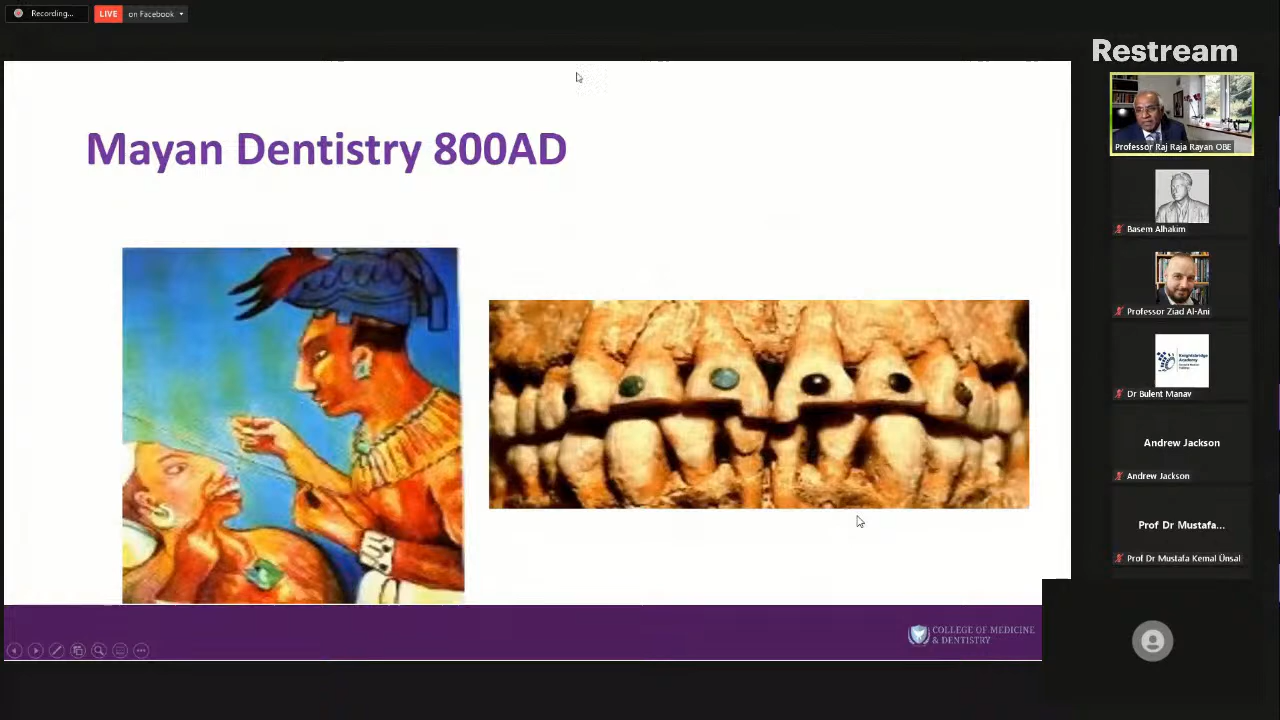 Recording...
LIVE
on Facebook
Restream
Mayan Dentistry 800AD
Professor Raj Raja Rayan OBE
Basem Alhakim
Professor Ziad Al-Ani
Knightsbridge
Academy
Dr Bulent Manav
Andrew Jackson
Andrew Jackson
Prof Dr Mustafa...
Prof Dr Mustafa Kemal Ünsal
COLLEGE OF MEDICINE
& DENTISTRY